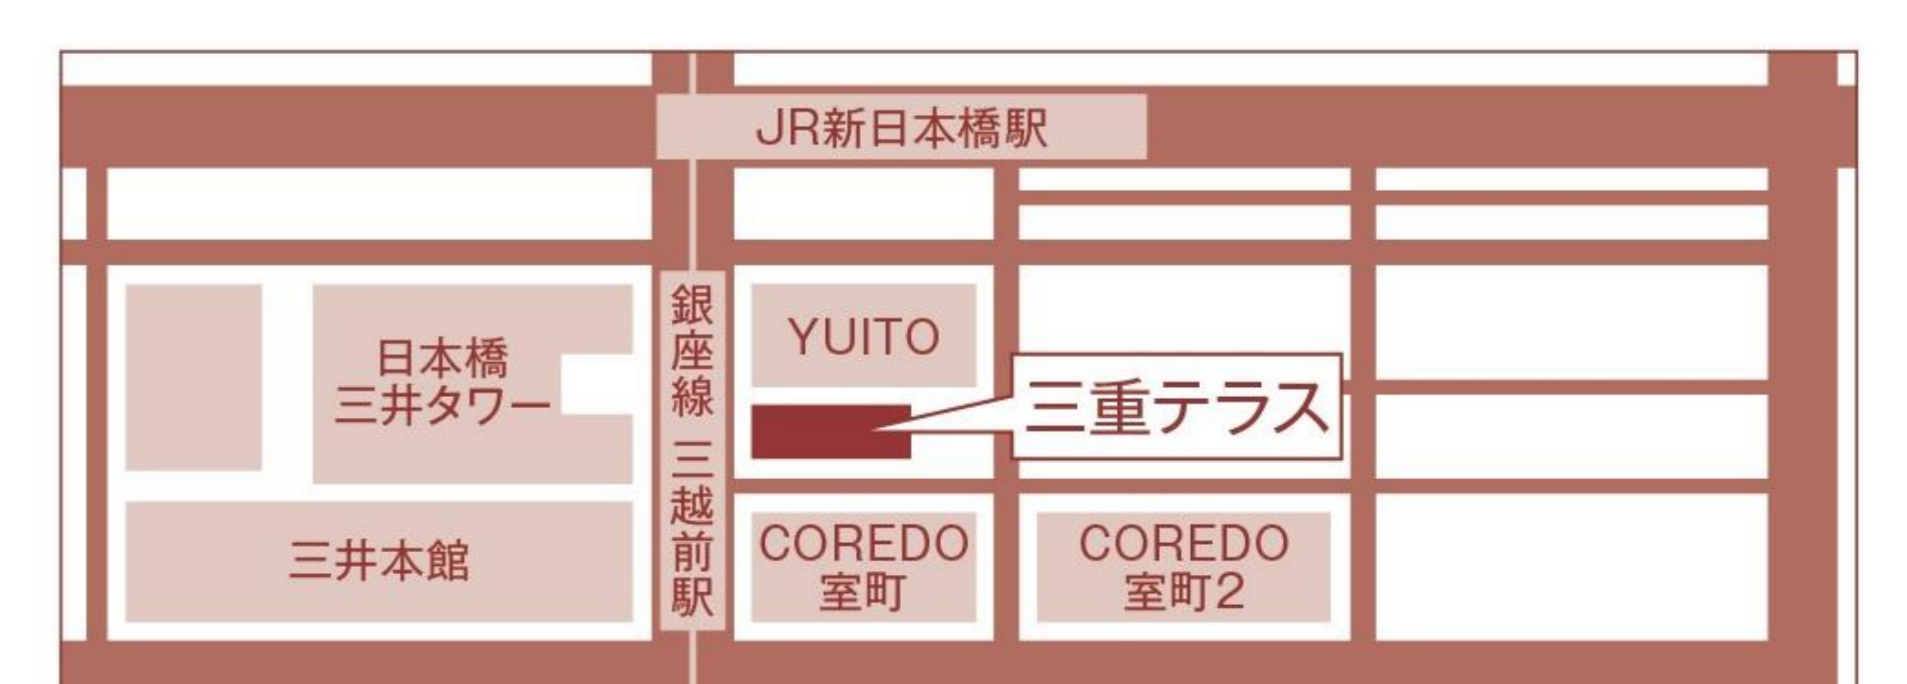 JR新日本橋駅
銀座線 三越前駅
日本橋
三井タワー
YUITO
三重テラス
三井本館
COREDO
室町
COREDO
室町2